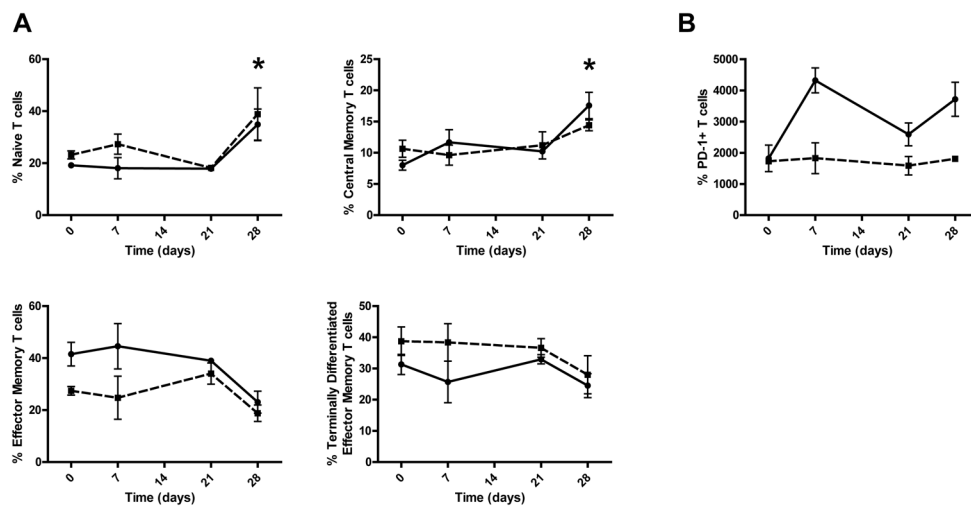 A
B
% Naive T cells
60
40
20
0
*
0 7 14 21 28
Time (days)
% Central Memory T cells
25
20
15
10
5
0
*
0 7 14 21 28
Time (days)
% PD-1+ T cells
5000
4000
3000
2000
1000
0
0 7 14 21 28
Time (days)
% Effector Memory T cells
60
40
20
0
0 7 14 21 28
Time (days)
% Terminally Differentiated
Effector Memory T cells
50
40
30
20
10
0
0 7 14 21 28
Time (days)